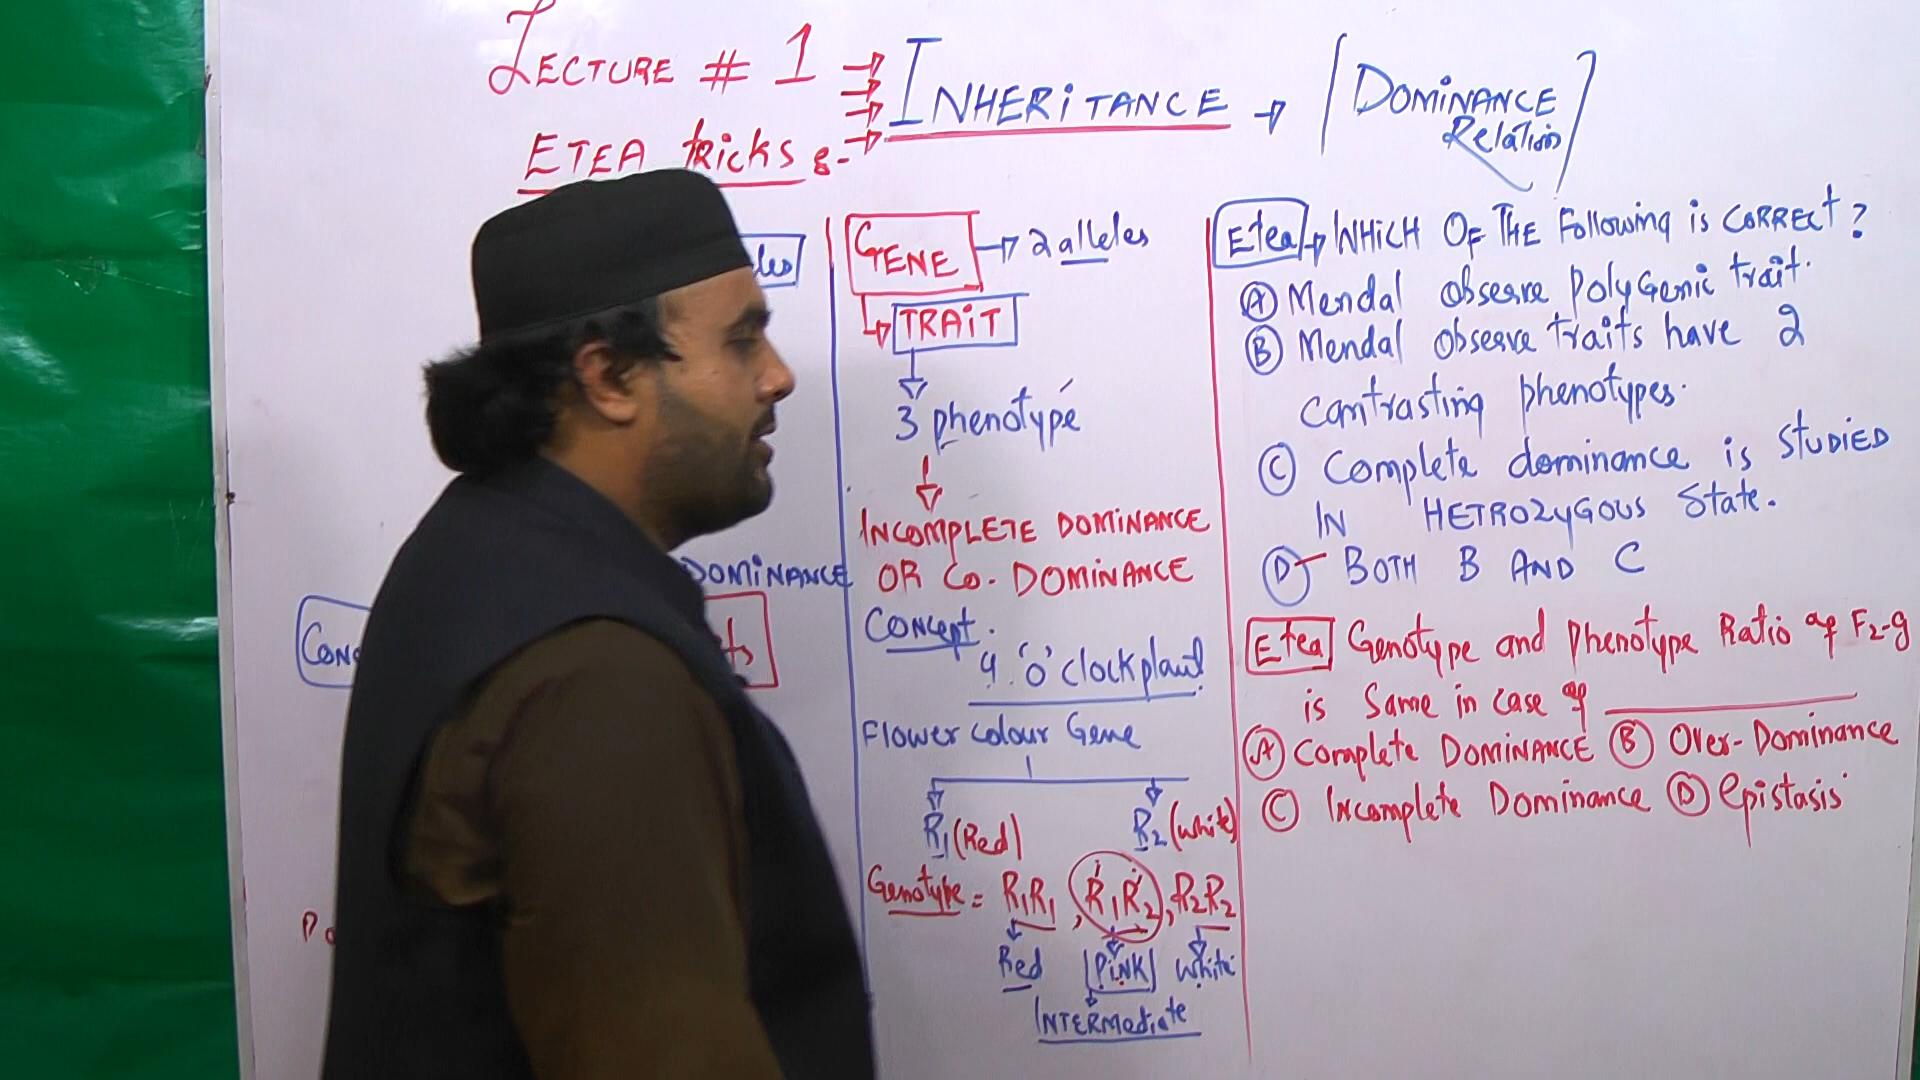 LECTURE # 1
INHERITANCE
[DOMINANCE
Relation]
ETEA tricks :-
DOMINANCE
GENE → 2 alleles
TRAIT
3 phenotype
INCOMPLETE DOMINANCE
OR Co-DOMINANCE
Concept:
4 'O' clock plant
Flower colour Gene
R1 (Red) R2 (white)
Genotype = R1R1, R1R2, R2R2
Red PINK white
INTERMediate
Etea → WHiCH OF THE Following is CORRECt?
(A) Mendal observe polyGenic trait.
(B) Mendal observe traits have 2
contrasting phenotypes.
(C) Complete dominance is STUDIED
IN HETROZYGOUS State.
(D) BOTH B AND C
Etea Genotype and Phenotype Ratio of F2-g
is Same in case of ________
(A) Complete DOMINANCE (B) Over-Dominance
(C) Incomplete Dominance (D) epistasis